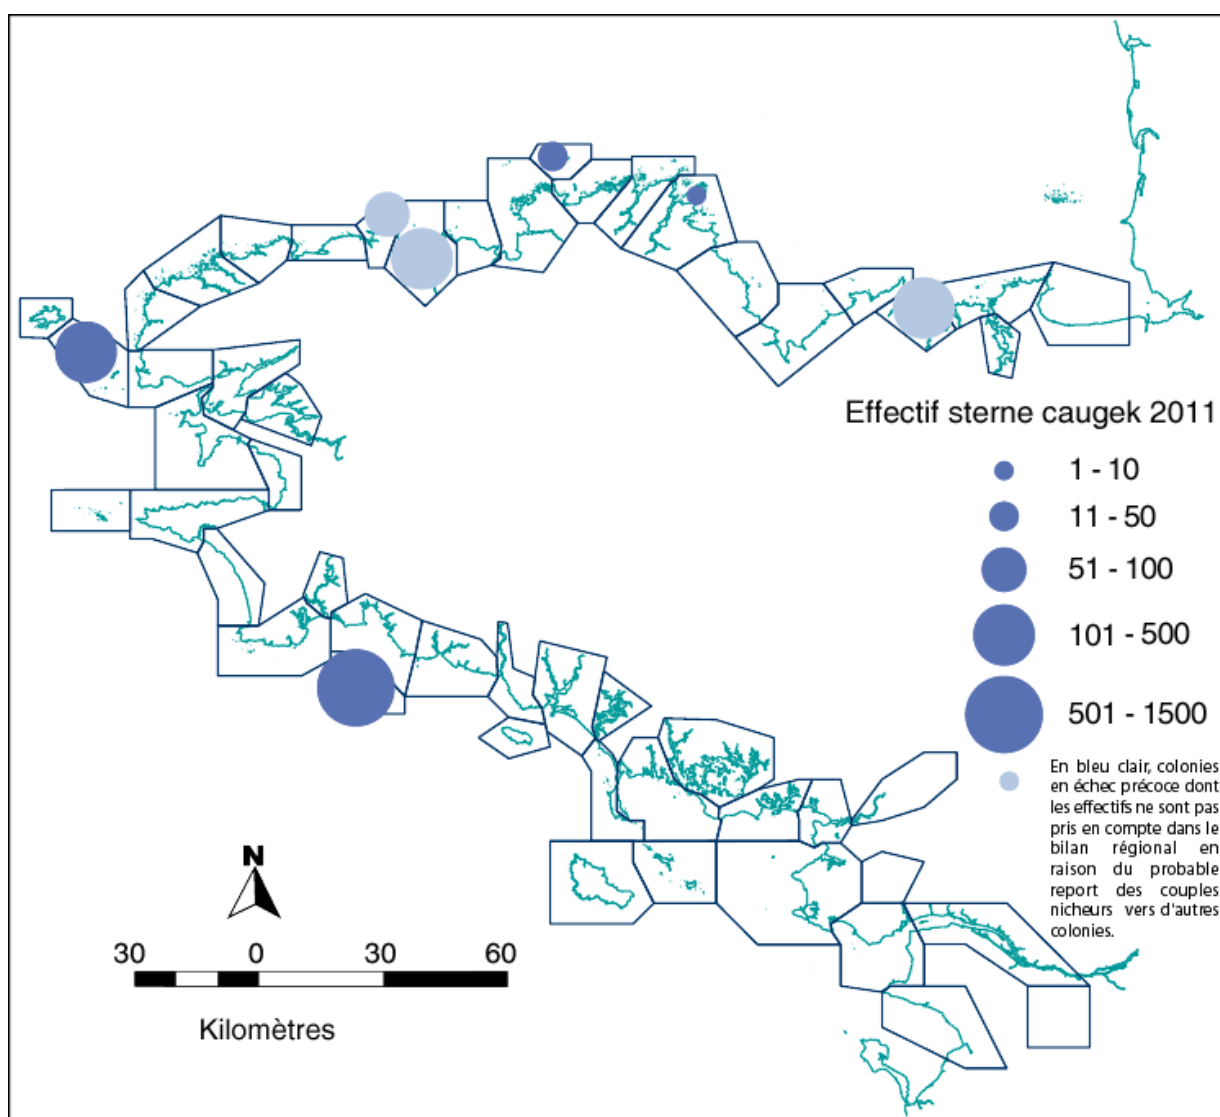 Effectif sterne caugek 2011
1 - 10
11 - 50
51 - 100
101 - 500
501 - 1500
En bleu clair, colonies
en échec précoce dont
les effectifs ne sont pas
pris en compte dans le
bilan régional en
raison du probable
report des couples
nicheurs vers d'autres
colonies.
N
30 0 30 60
Kilomètres